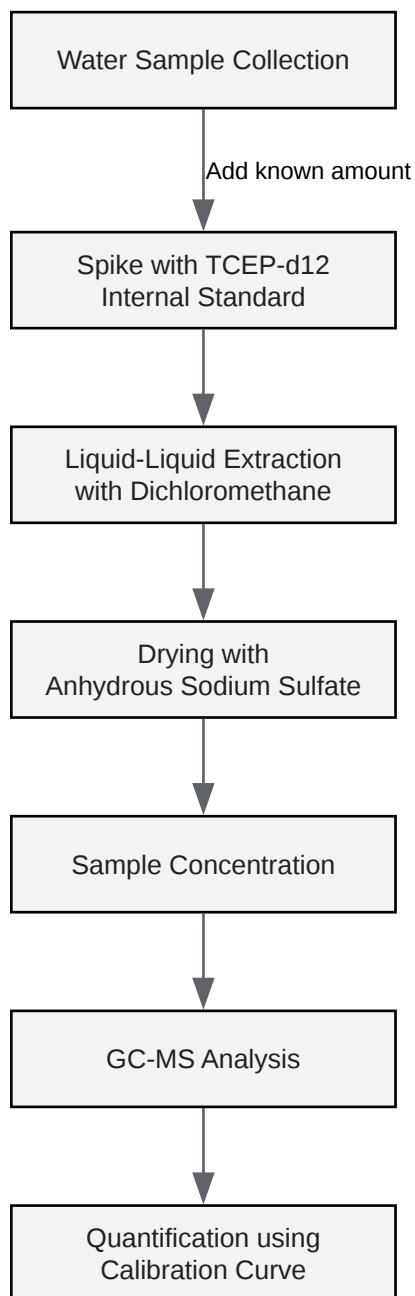 Water Sample Collection
Add known amount
Spike with TCEP-d12
Internal Standard
Liquid-Liquid Extraction
with Dichloromethane
Drying with
Anhydrous Sodium Sulfate
Sample Concentration
GC-MS Analysis
Quantification using
Calibration Curve